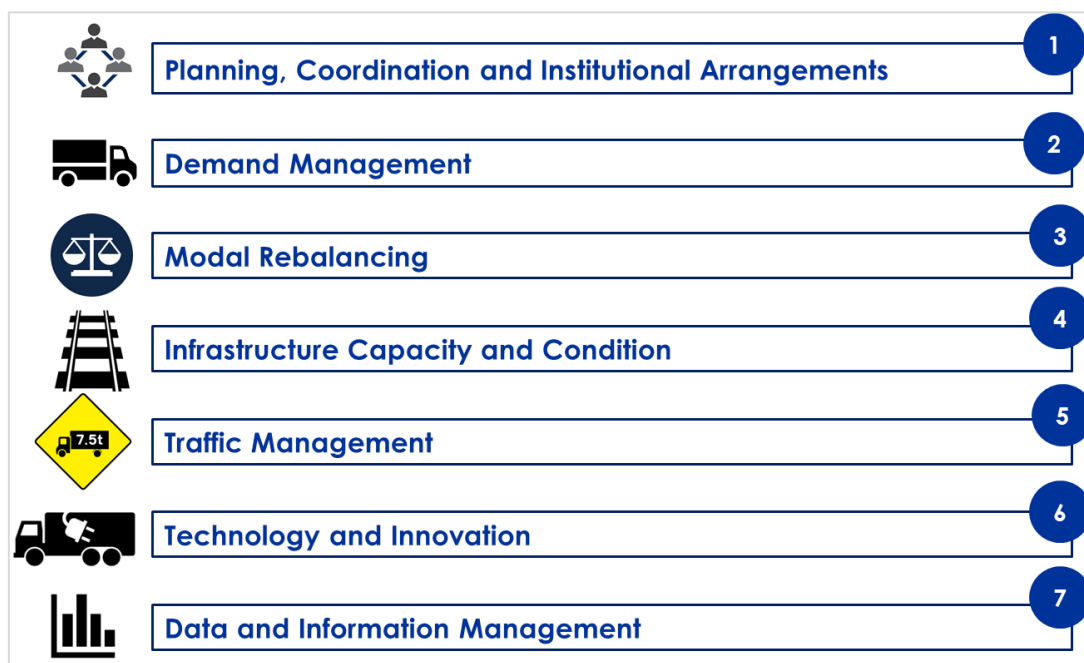 1
Planning, Coordination and Institutional Arrangements
2
Demand Management
3
Modal Rebalancing
4
Infrastructure Capacity and Condition
5
7.5t
Traffic Management
6
Technology and Innovation
7
Data and Information Management